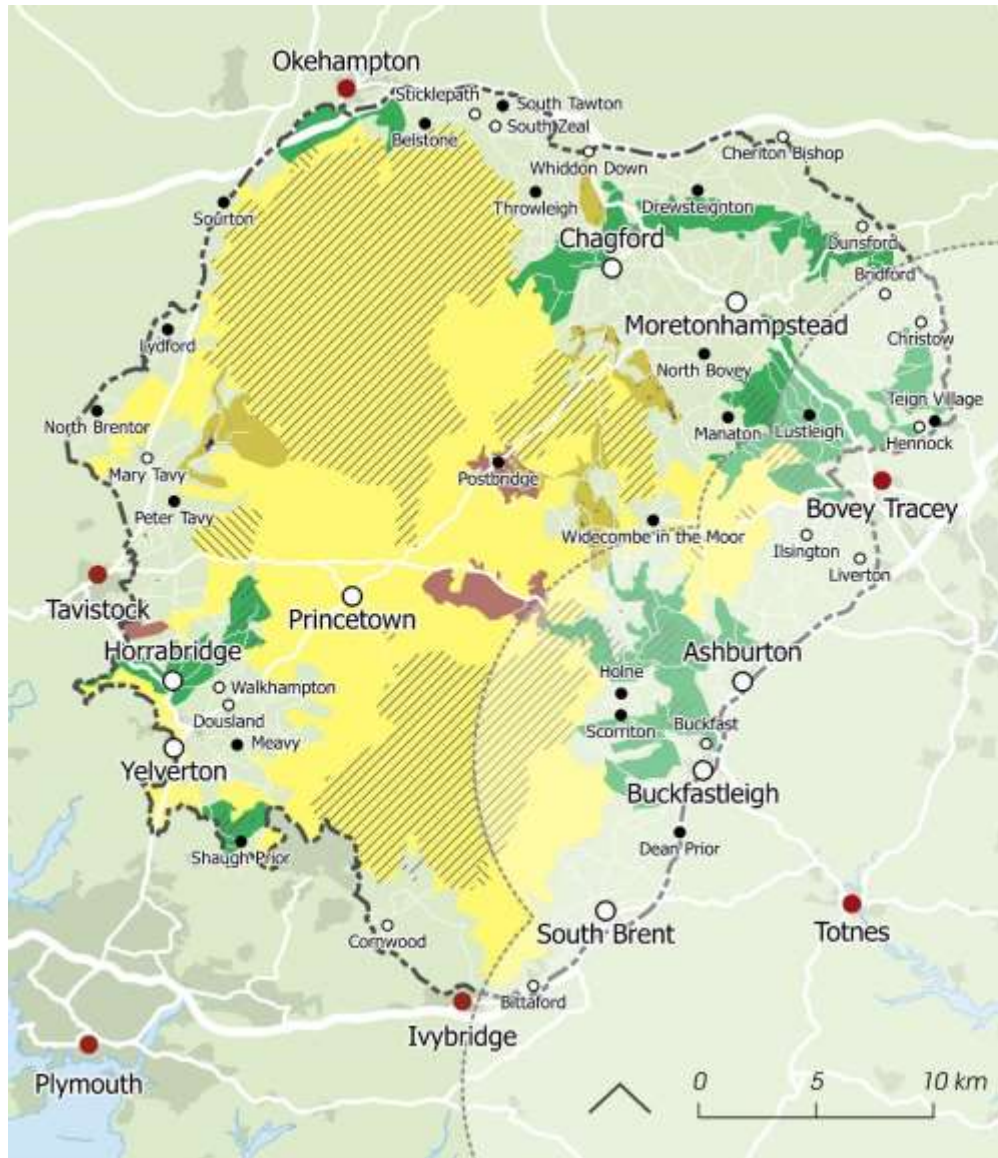 Okehampton
Sticklepath
South Tawton
South Zeal
Belstone
Cheriton Bishop
Whiddon Down
Throwleigh
Drewsteignton
Sourton
Chagford
Dunsford
Bridford
Moretonhampstead
Christow
Lydford
North Bovey
Teign Village
North Brentor
Manaton
Lustleigh
Hennock
Mary Tavy
Postbridge
Bovey Tracey
Peter Tavy
Widecombe in the Moor
Ilsington
Liverton
Tavistock
Princetown
Horrabridge
Ashburton
Holne
Walkhampton
Dousland
Scorriton
Buckfast
Meavy
Yelverton
Buckfastleigh
Dean Prior
Shaugh Prior
South Brent
Totnes
Cornwood
Bittaford
Ivybridge
Plymouth
0 5 10 km